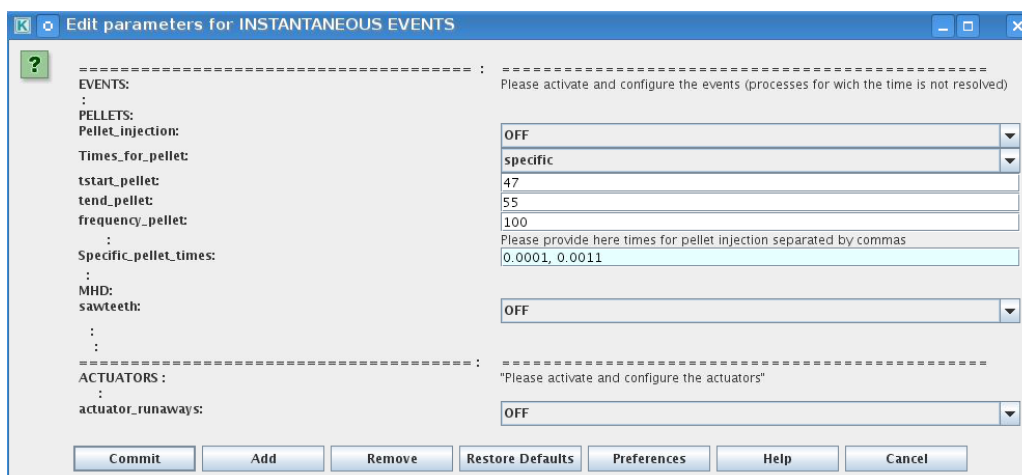 Edit parameters for INSTANTANEOUS EVENTS
?
====================================== : ===============================================
EVENTS: Please activate and configure the events (processes for wich the time is not resolved)
:
PELLETS:
Pellet_injection: OFF
Times_for_pellet: specific
tstart_pellet: 47
tend_pellet: 55
frequency_pellet: 100
: Please provide here times for pellet injection separated by commas
Specific_pellet_times: 0.0001, 0.0011
:
MHD:
sawteeth: OFF
:
:
====================================== : ===============================================
ACTUATORS : "Please activate and configure the actuators"
:
actuator_runaways: OFF
Commit Add Remove Restore Defaults Preferences Help Cancel